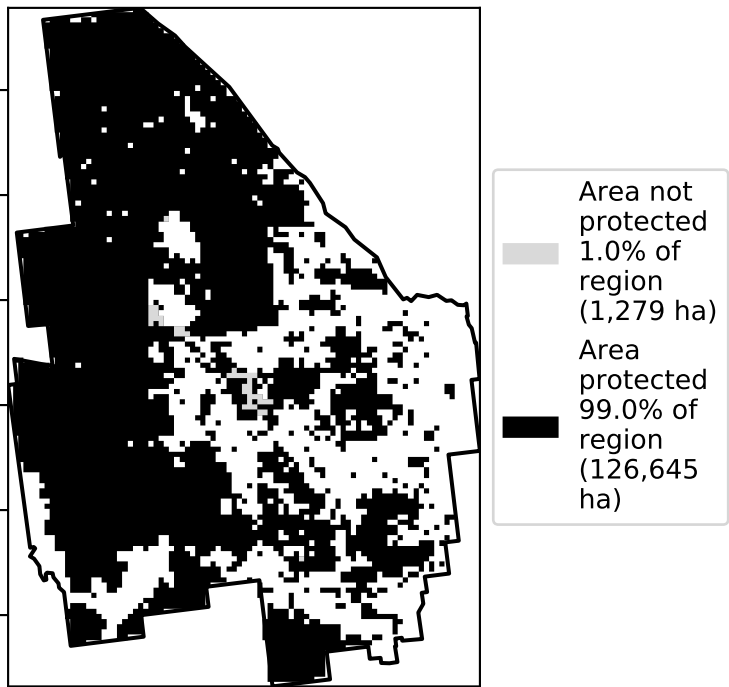 Area not
protected
1.0% of
region
(1,279 ha)
Area
protected
99.0% of
region
(126,645
ha)